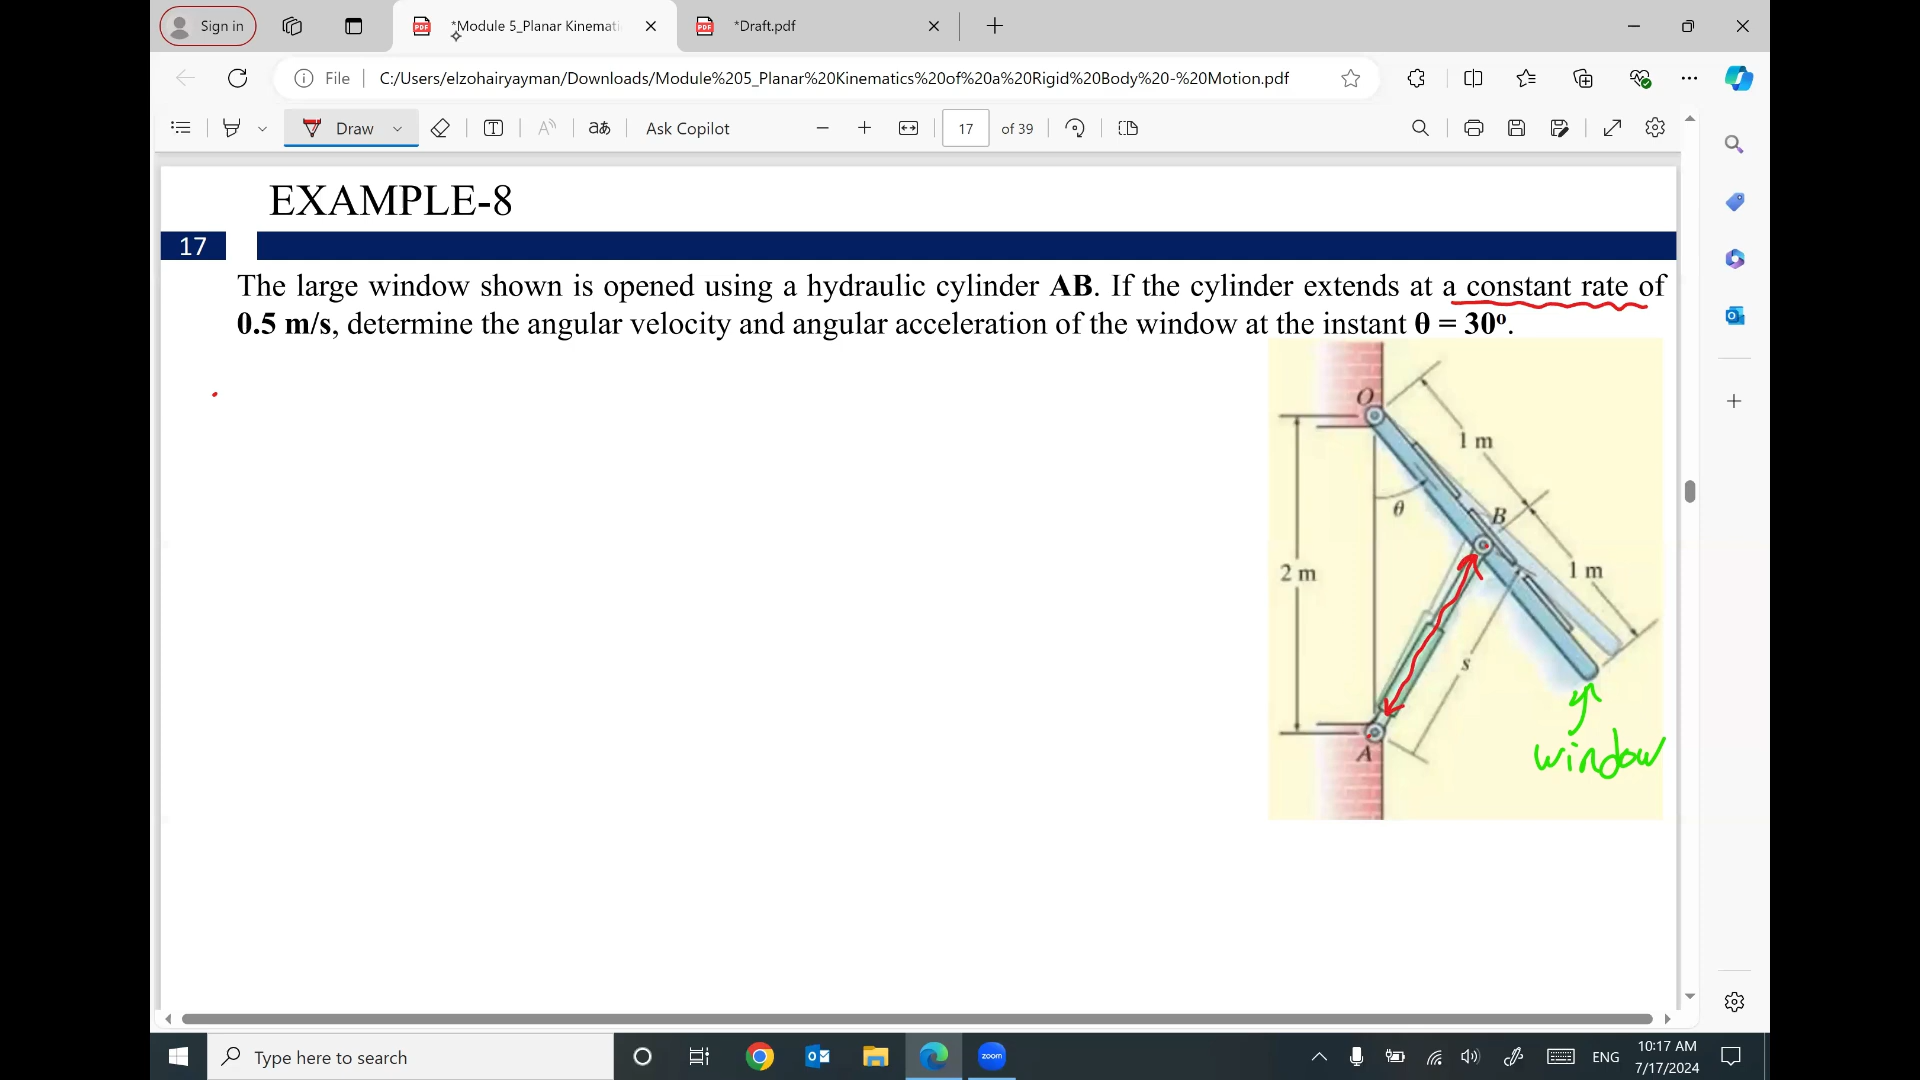 Sign in
*Module 5_Planar Kinemati
*Draft.pdf
File
C:/Users/elzohairyayman/Downloads/Module%205_Planar%20Kinematics%20of%20a%20Rigid%20Body%20-%20Motion.pdf
Draw
Ask Copilot
17 of 39
EXAMPLE-8
17
The large window shown is opened using a hydraulic cylinder AB. If the cylinder extends at a constant rate of
0.5 m/s, determine the angular velocity and angular acceleration of the window at the instant θ = 30º.
O
1 m
θ
B
2 m
1 m
s
A
window
Type here to search
zoom
ENG
10:17 AM
7/17/2024